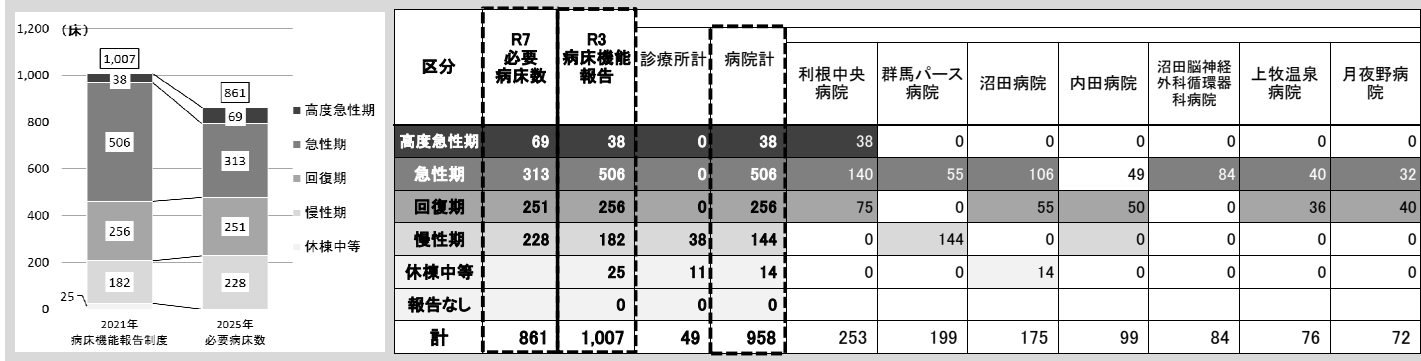 1,200 (床)
1,007
38
1,000
861
69
800
506
313
600
400
256
251
200
182
228
25
0
2021年
病床機能報告制度
2025年
必要病床数
高度急性期
急性期
回復期
慢性期
休棟中等
区分 R7 必要 病床数 R3 病床機能 報告 診療所計 病院計 利根中央 病院 群馬パース 病院 沼田病院 内田病院 沼田脳神経 外科循環器 科病院 上牧温泉 病院 月夜野病 院
高度急性期 69 38 0 38 38 0 0 0 0 0 0
急性期 313 506 0 506 140 55 106 49 84 40 32
回復期 251 256 0 256 75 0 55 50 0 36 40
慢性期 228 182 38 144 0 144 0 0 0 0 0
休棟中等 25 11 14 0 0 14 0 0 0 0
報告なし 0 0 0
計 861 1,007 49 958 253 199 175 99 84 76 72